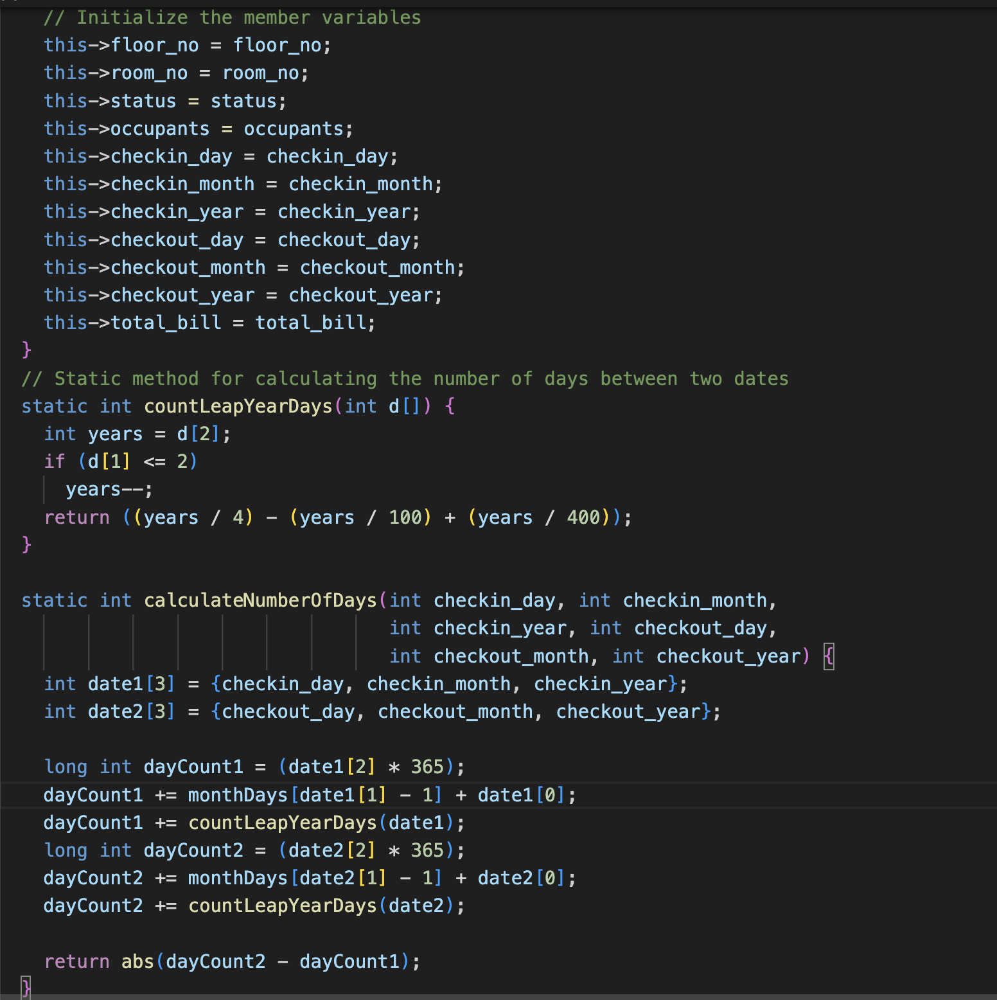 // Initialize the member variables
this->floor_no = floor_no;
this->room_no = room_no;
this->status = status;
this->occupants = occupants;
this->checkin_day = checkin_day;
this->checkin_month = checkin_month;
this->checkin_year = checkin_year;
this->checkout_day = checkout_day;
this->checkout_month = checkout_month;
this->checkout_year = checkout_year;
this->total_bill = total_bill;
}
// Static method for calculating the number of days between two dates
static int countLeapYearDays(int d[]) {
int years = d[2];
if (d[1] <= 2)
years--;
return ((years / 4) - (years / 100) + (years / 400));
}
static int calculateNumberOfDays(int checkin_day, int checkin_month,
int checkin_year, int checkout_day,
int checkout_month, int checkout_year) {
int date1[3] = {checkin_day, checkin_month, checkin_year};
int date2[3] = {checkout_day, checkout_month, checkout_year};
long int dayCount1 = (date1[2] * 365);
dayCount1 += monthDays[date1[1] - 1] + date1[0];
dayCount1 += countLeapYearDays(date1);
long int dayCount2 = (date2[2] * 365);
dayCount2 += monthDays[date2[1] - 1] + date2[0];
dayCount2 += countLeapYearDays(date2);
return abs(dayCount2 - dayCount1);
}